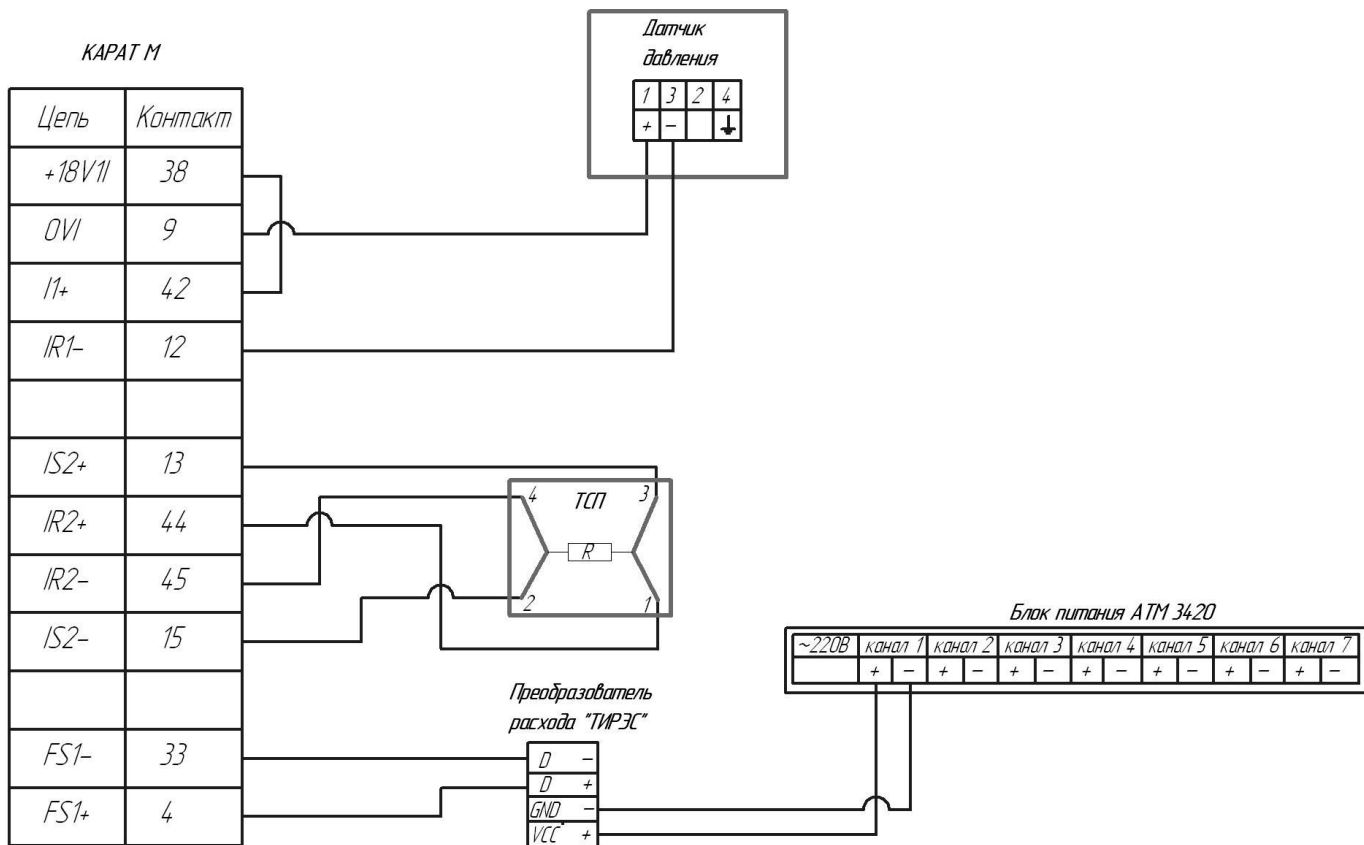 КАРАТ М
Цепь Контакт
+18V1I 38
0VI 9
I1+ 42
IR1– 12
IS2+ 13
IR2+ 44
IR2– 45
IS2– 15
FS1– 33
FS1+ 4
Датчик
давления
1 3 2 4
+ –
4 ТСП 3
R
2 1
Преобразователь
расхода "ТИРЭС"
D –
D +
GND –
VCC +
Блок питания АТМ 3420
~220В канал 1 канал 2 канал 3 канал 4 канал 5 канал 6 канал 7
+ – + – + – + – + – + – + –